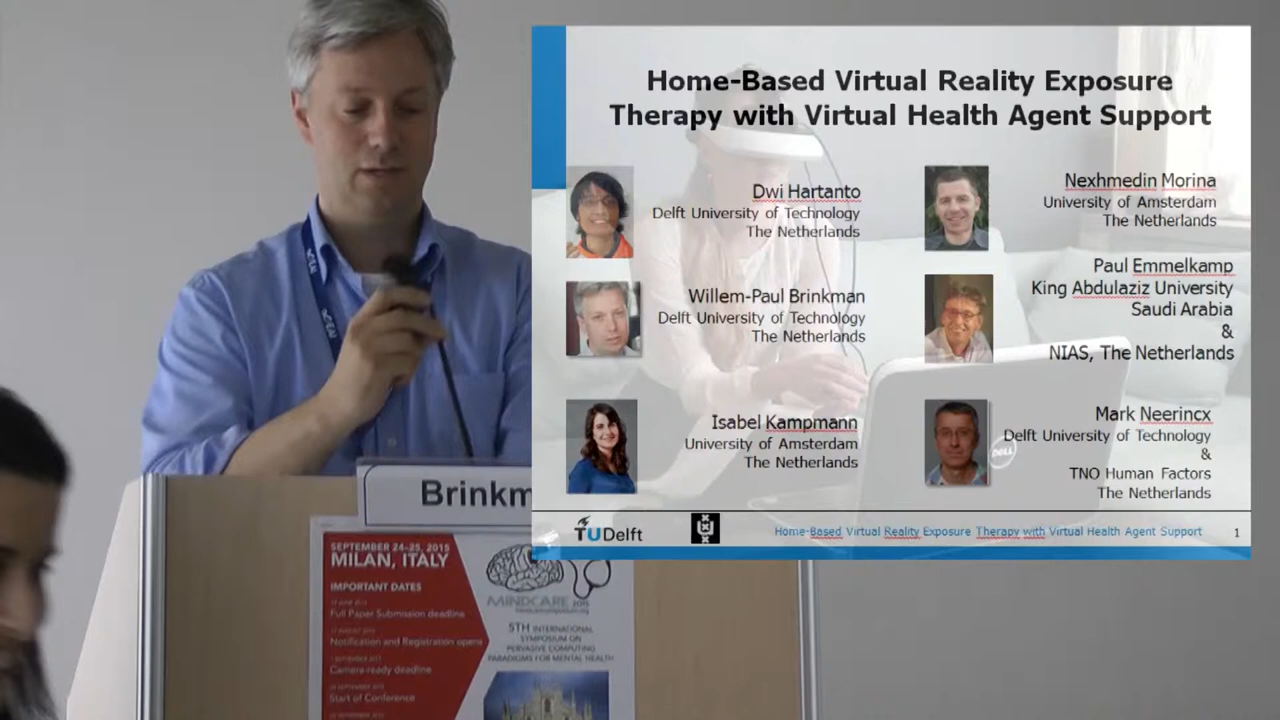 Home-Based Virtual Reality Exposure
Therapy with Virtual Health Agent Support
Dwi Hartanto
Delft University of Technology
The Netherlands
Nexhmedin Morina
University of Amsterdam
The Netherlands
Willem-Paul Brinkman
Delft University of Technology
The Netherlands
Paul Emmelkamp
King Abdulaziz University
Saudi Arabia
&
NIAS, The Netherlands
Isabel Kampmann
University of Amsterdam
The Netherlands
Mark Neerincx
Delft University of Technology
&
TNO Human Factors
The Netherlands
DELL
TUDelft
Home-Based Virtual Reality Exposure Therapy with Virtual Health Agent Support
1
Brinkm
SEPTEMBER 24-25, 2015
MILAN, ITALY
IMPORTANT DATES
Full Paper Submission deadline
Notification and Registration opens
Camera-ready deadline
Start of Conference
MINDCARE 2015
5TH INTERNATIONAL
SYMPOSIUM ON
PERVASIVE COMPUTING
PARADIGMS FOR MENTAL HEALTH